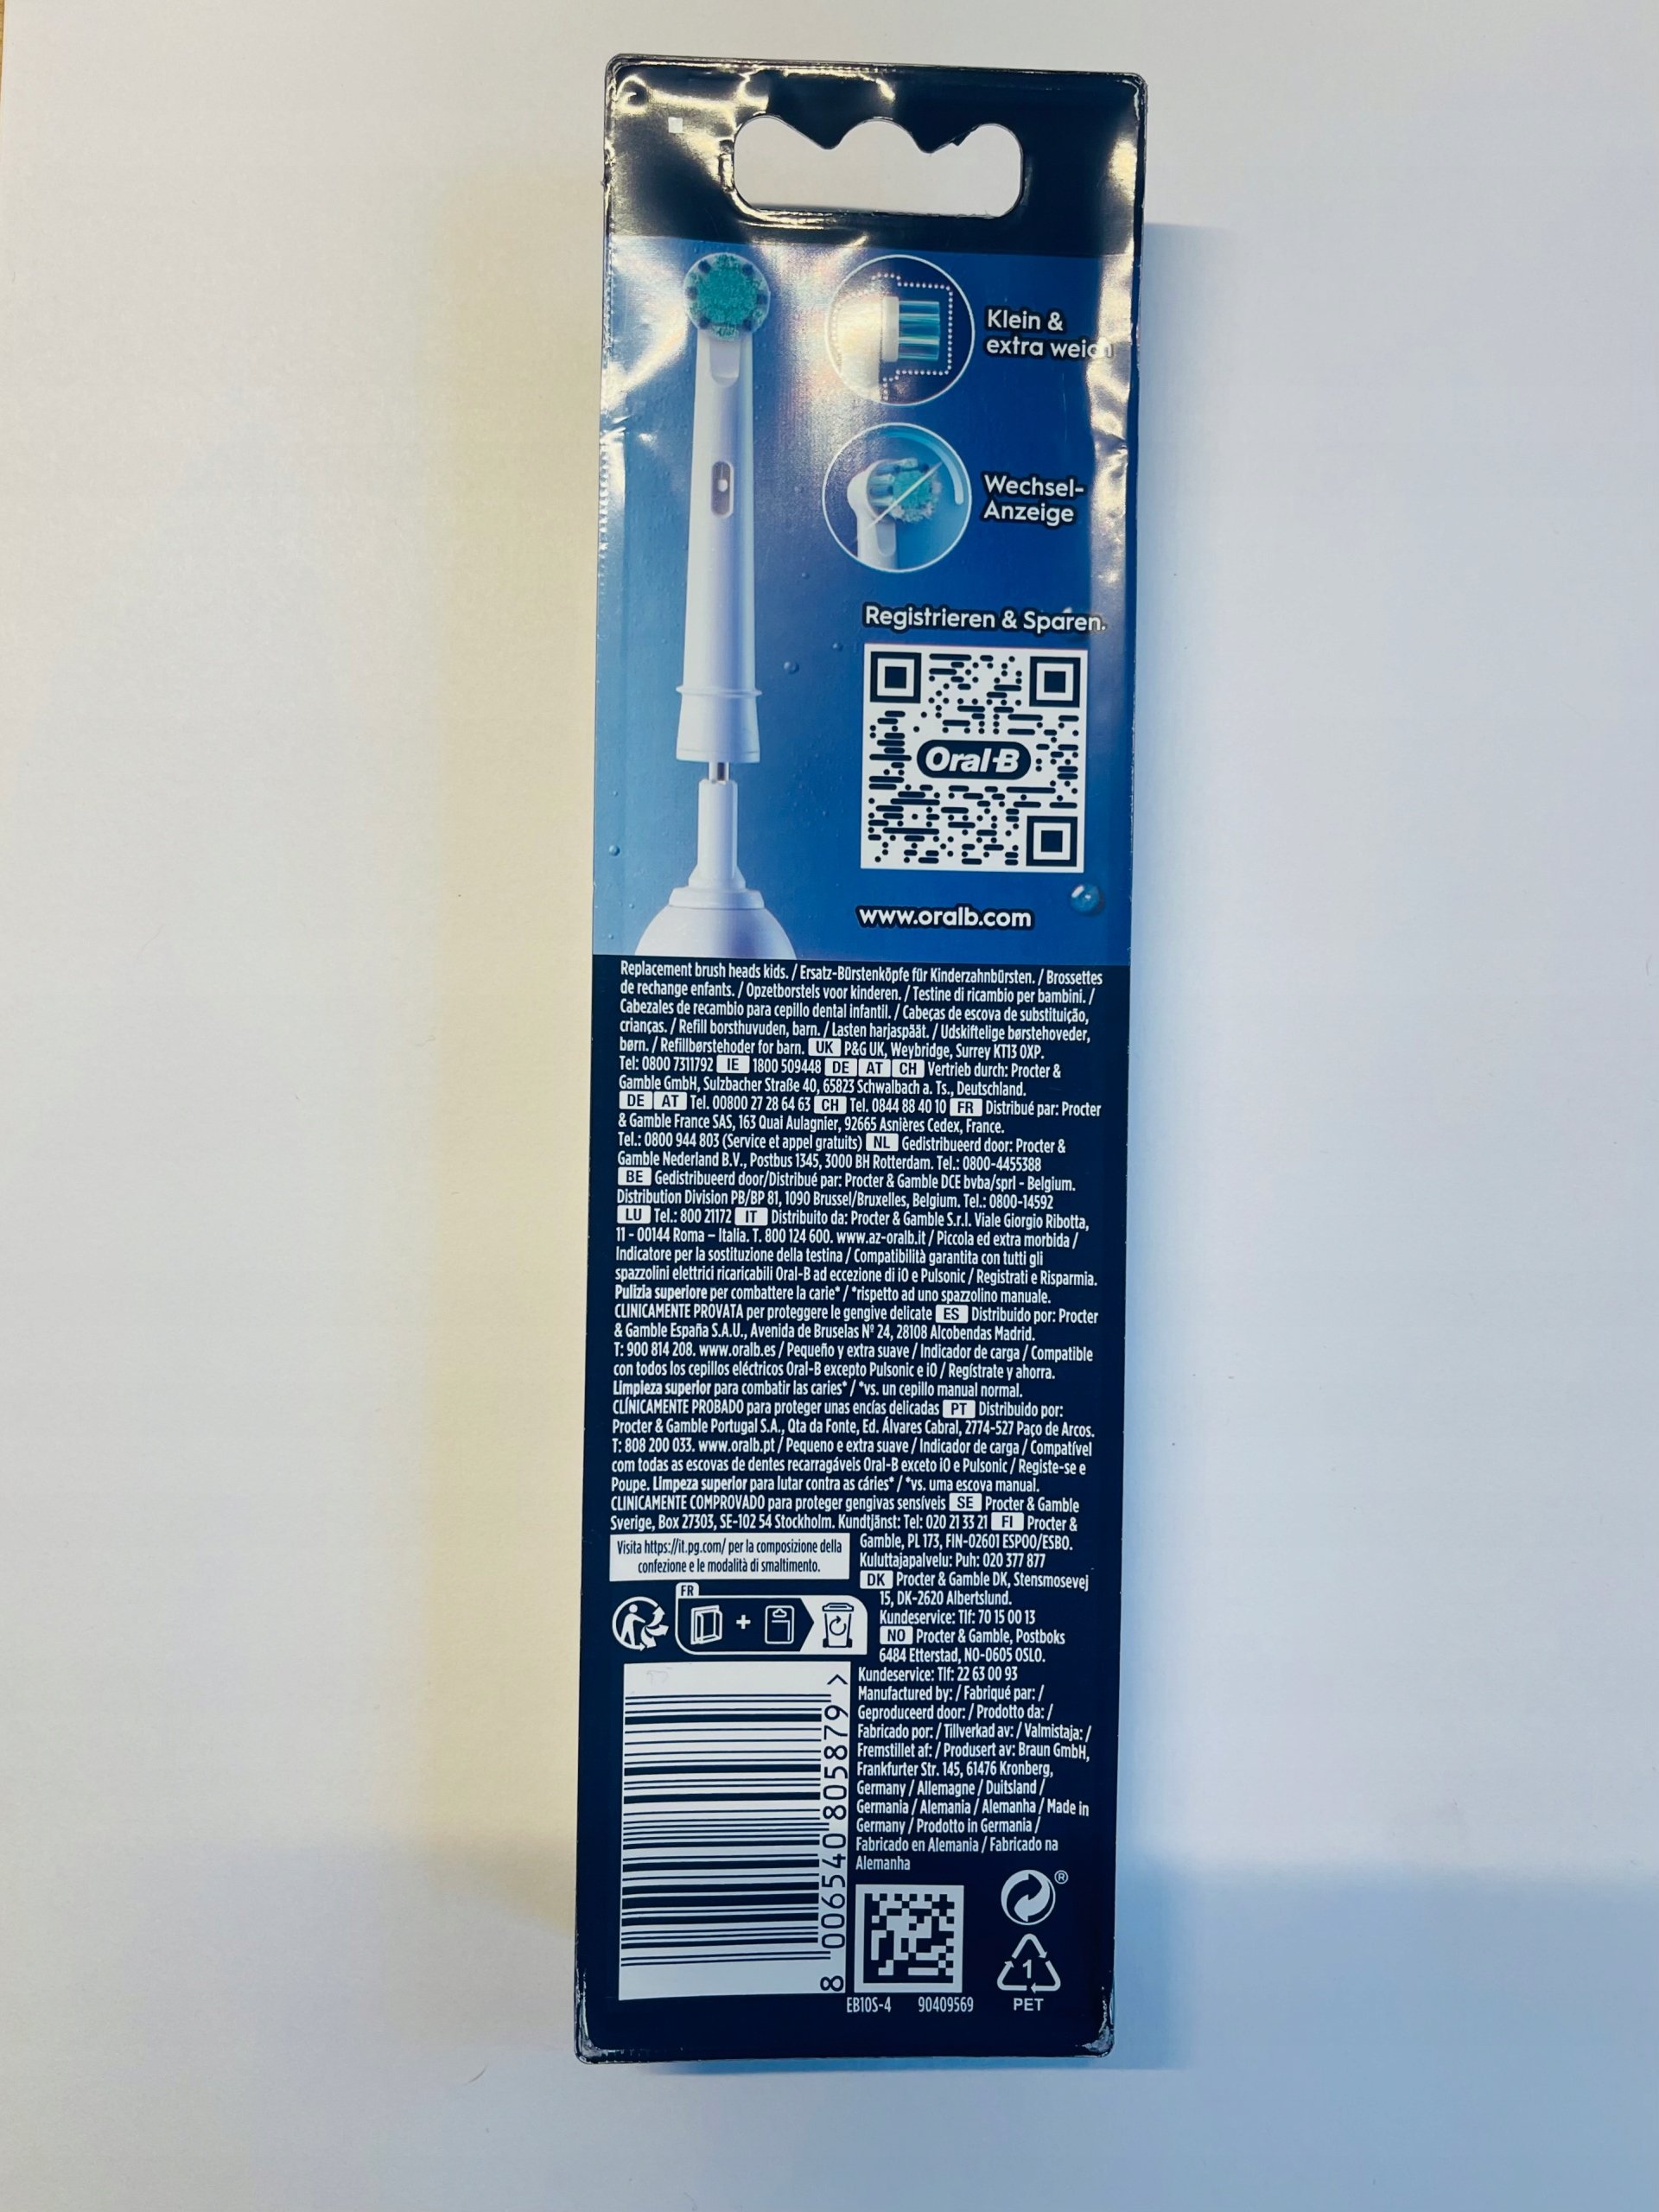 Klein &
extra weich
Wechsel-
Anzeige
Registrieren & Sparen.
Oral-B
www.oralb.com
Replacement brush heads kids. / Ersatz-Bürstenköpfe für Kinderzahnbürsten. / Brossettes
de rechange enfants. / Opzetborstels voor kinderen. / Testine di ricambio per bambini. /
Cabezales de recambio para cepillo dental infantil. / Cabeças de escova de substituição,
crianças. / Refill borsthuvuden, barn. / Lasten harjaspäät. / Udskiftelige børstehoveder,
børn. / Refillbørstehoder for barn. UK P&G UK, Weybridge, Surrey KT13 0XP.
Tel: 0800 7311792 IE 1800 509448 DE AT CH Vertrieb durch: Procter &
Gamble GmbH, Sulzbacher Straße 40, 65823 Schwalbach a. Ts., Deutschland.
DE AT Tel. 00800 27 28 64 63 CH Tel. 0844 88 40 10 FR Distribué par: Procter
& Gamble France SAS, 163 Quai Aulagnier, 92665 Asnières Cedex, France.
Tel.: 0800 944 803 (Service et appel gratuits) NL Gedistribueerd door: Procter &
Gamble Nederland B.V., Postbus 1345, 3000 BH Rotterdam. Tel.: 0800-4455388
BE Gedistribueerd door/Distribué par: Procter & Gamble DCE bvba/sprl - Belgium.
Distribution Division PB/BP 81, 1090 Brussel/Bruxelles, Belgium. Tel.: 0800-14592
LU Tel.: 800 21172 IT Distribuito da: Procter & Gamble S.r.l. Viale Giorgio Ribotta,
11 - 00144 Roma – Italia. T. 800 124 600. www.az-oralb.it / Piccola ed extra morbida /
Indicatore per la sostituzione della testina / Compatibilità garantita con tutti gli
spazzolini elettrici ricaricabili Oral-B ad eccezione di iO e Pulsonic / Registrati e Risparmia.
Pulizia superiore per combattere la carie* / *rispetto ad uno spazzolino manuale.
CLINICAMENTE PROVATA per proteggere le gengive delicate ES Distribuido por: Procter
& Gamble España S.A.U., Avenida de Bruselas Nº 24, 28108 Alcobendas Madrid.
T: 900 814 208. www.oralb.es / Pequeño y extra suave / Indicador de carga / Compatible
con todos los cepillos eléctricos Oral-B excepto Pulsonic e iO / Regístrate y ahorra.
Limpieza superior para combatir las caries* / *vs. un cepillo manual normal.
CLÍNICAMENTE PROBADO para proteger unas encías delicadas PT Distribuido por:
Procter & Gamble Portugal S.A., Qta da Fonte, Ed. Álvares Cabral, 2774-527 Paço de Arcos.
T: 808 200 033. www.oralb.pt / Pequeno e extra suave / Indicador de carga / Compatível
com todas as escovas de dentes recarragáveis Oral-B exceto iO e Pulsonic / Registe-se e
Poupe. Limpeza superior para lutar contra as cáries* / *vs. uma escova manual.
CLINICAMENTE COMPROVADO para proteger gengivas sensíveis SE Procter & Gamble
Sverige, Box 27303, SE-102 54 Stockholm. Kundtjänst: Tel: 020 21 33 21 FI Procter &
Gamble, PL 173, FIN-02601 ESPOO/ESBO.
Kuluttajapalvelu: Puh: 020 377 877
DK Procter & Gamble DK, Stensmosevej
15, DK-2620 Albertslund.
Kundeservice: Tlf: 70 15 00 13
NO Procter & Gamble, Postboks
6484 Etterstad, NO-0605 OSLO.
Kundeservice: Tlf: 22 63 00 93
Manufactured by: / Fabriqué par: /
Geproduceerd door: / Prodotto da: /
Fabricado por: / Tillverkad av: / Valmistaja: /
Fremstillet af: / Produsert av: Braun GmbH,
Frankfurter Str. 145, 61476 Kronberg,
Germany / Allemagne / Duitsland /
Germania / Alemania / Alemanha / Made in
Germany / Prodotto in Germania /
Fabricado en Alemania / Fabricado na
Alemanha
Visita https://it.pg.com/ per la composizione della
confezione e le modalità di smaltimento.
FR
+
8 006540 805879 >
®
1
PET
EB10S-4 90409569